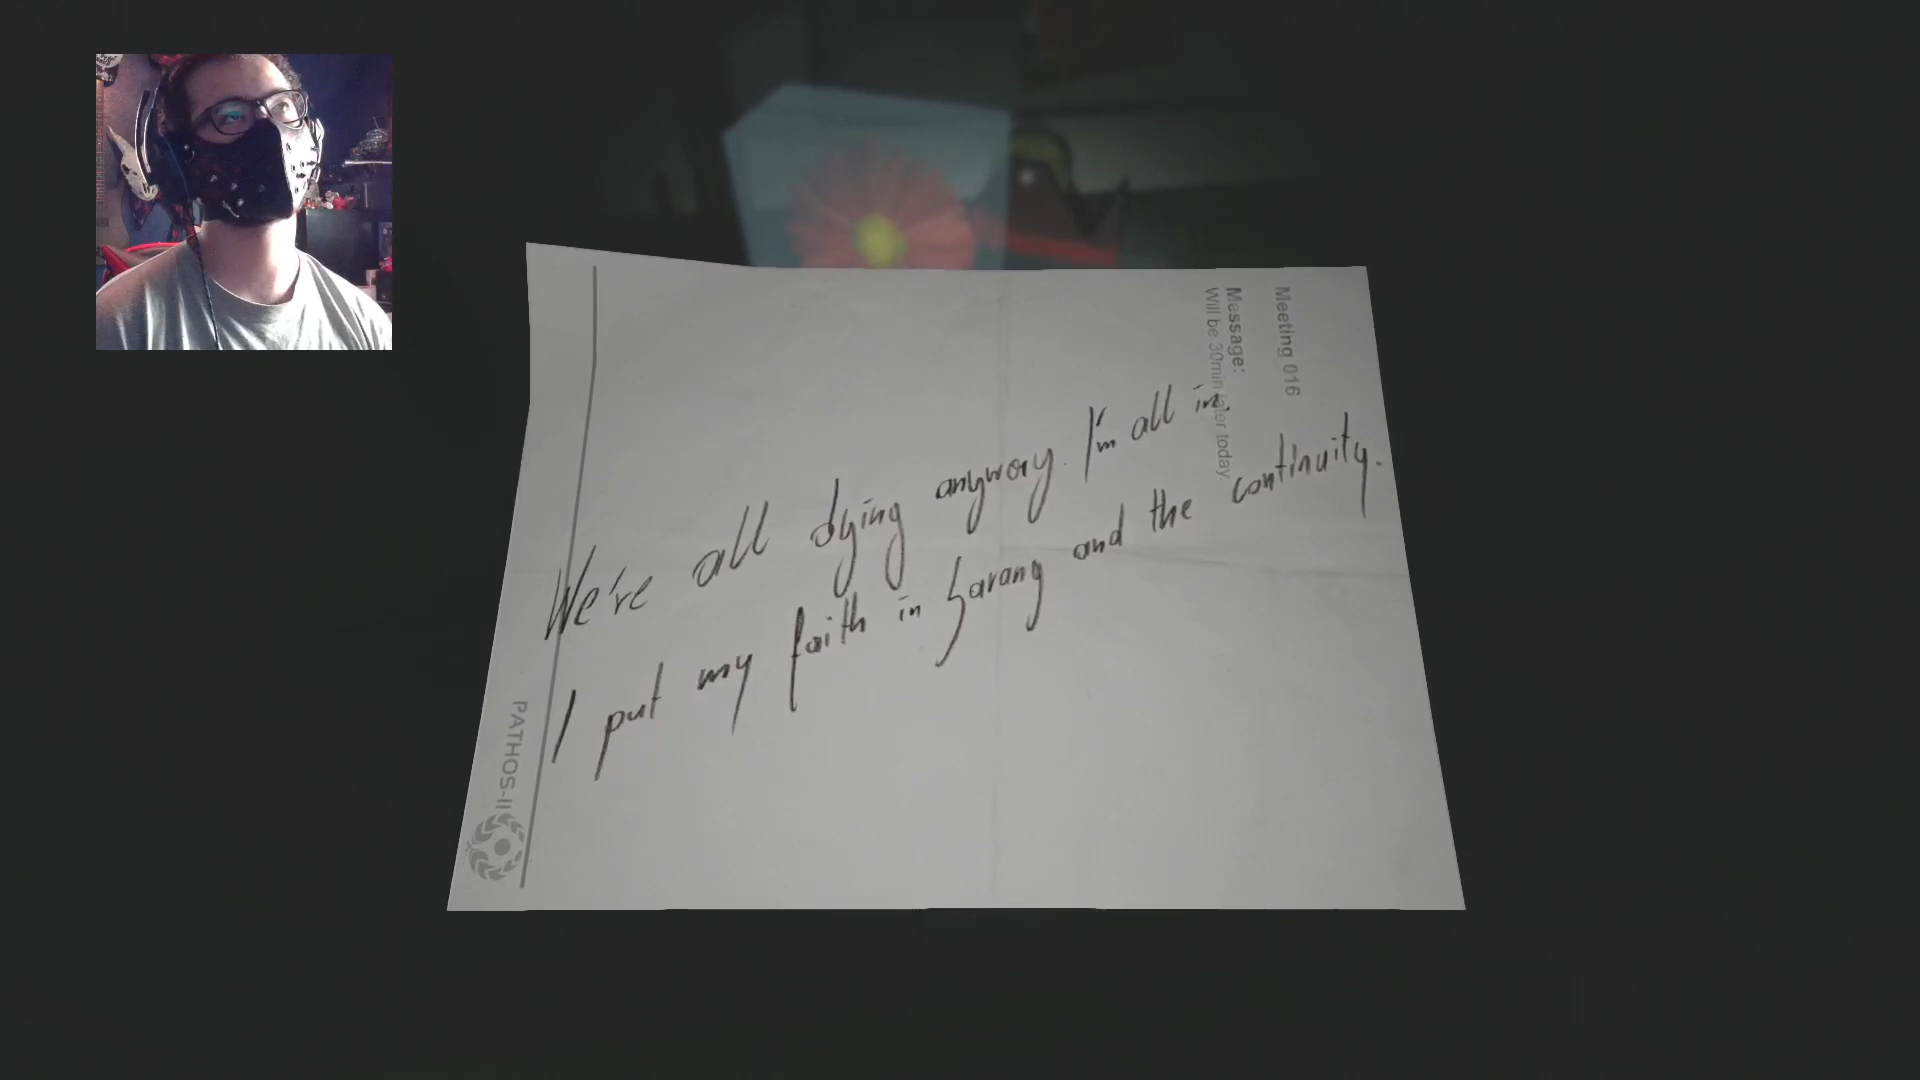 Meeting 016
Message:
Will be 30min later today
We're all dying anyway. I'm all in.
I put my faith in Sarang and the continuity.
PATHOS-II